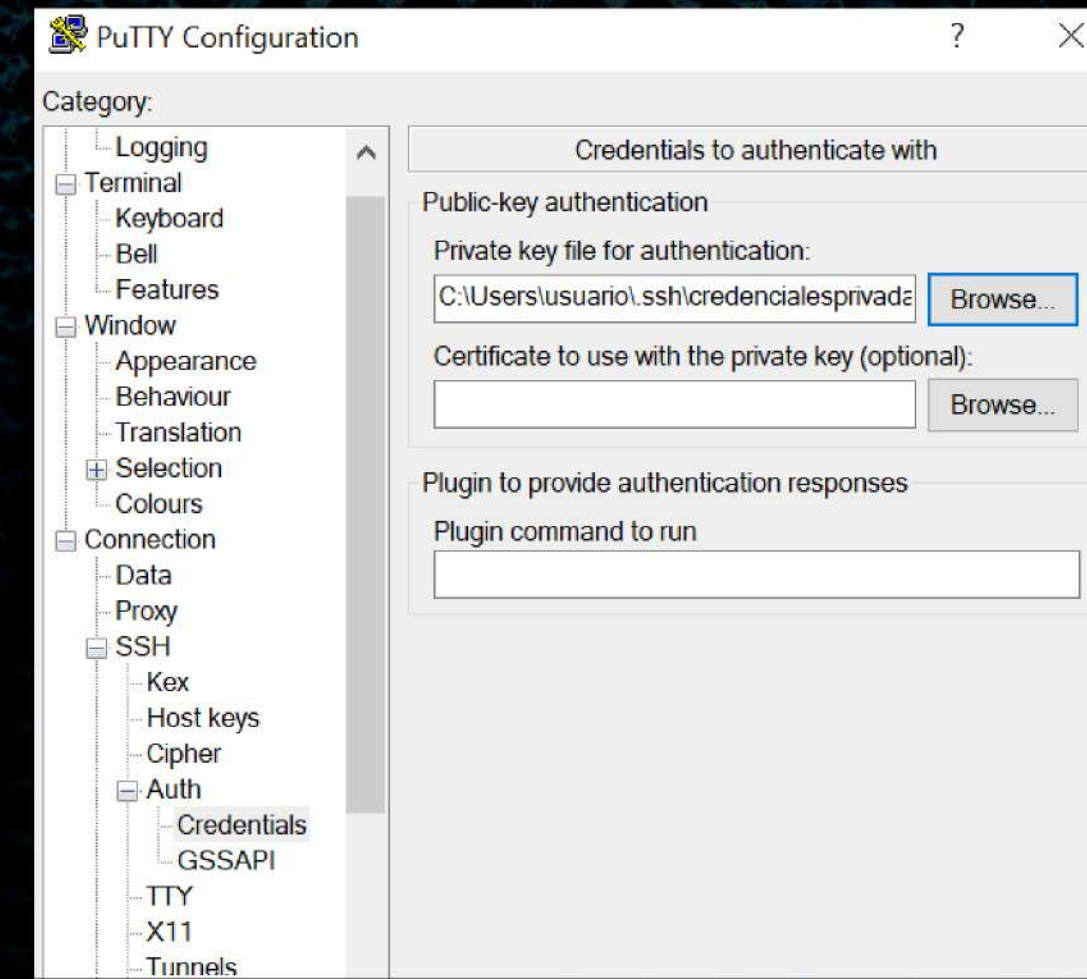 PuTTY Configuration
?
Category:
Logging
Terminal
Keyboard
Bell
Features
Window
Appearance
Behaviour
Translation
Selection
Colours
Connection
Data
Proxy
SSH
Kex
Host keys
Cipher
Auth
Credentials
GSSAPI
TTY
X11
Tunnels
Credentials to authenticate with
Public-key authentication
Private key file for authentication:
C:\Users\usuario\.ssh\credencialesprivada
Browse...
Certificate to use with the private key (optional):
Browse...
Plugin to provide authentication responses
Plugin command to run